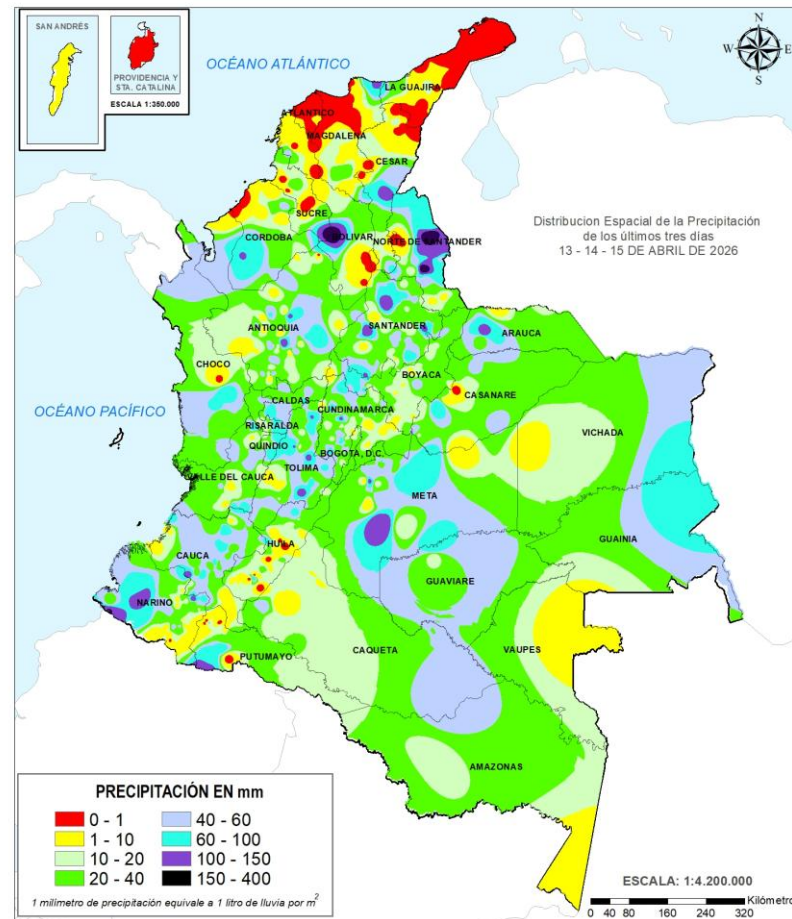 SAN ANDRÉS
PROVIDENCIA Y
STA. CATALINA
ESCALA 1:350.000
OCÉANO ATLÁNTICO
N
W
E
S
LA GUAJIRA
ATLANTICO
MAGDALENA
CESAR
SUCRE
CORDOBA
BOLIVAR
NORTE DE SANTANDER
Distribucion Espacial de la Precipitación
de los últimos tres días
13 - 14 - 15 DE ABRIL DE 2026
ANTIOQUIA
SANTANDER
ARAUCA
CHOCO
BOYACA
CASANARE
OCÉANO PACÍFICO
CALDAS
CUNDINAMARCA
VICHADA
RISARALDA
QUINDIO
BOGOTA, D.C.
TOLIMA
VALLE DEL CAUCA
META
GUAINIA
HUILA
CAUCA
GUAVIARE
NARIÑO
CAQUETA
VAUPES
PUTUMAYO
AMAZONAS
PRECIPITACIÓN EN mm
0 - 1
1 - 10
10 - 20
20 - 40
40 - 60
60 - 100
100 - 150
150 - 400
1 milímetro de precipitación equivale a 1 litro de lluvia por m²
ESCALA: 1:4.200.000
Kilómetro
40 80 160 240 320